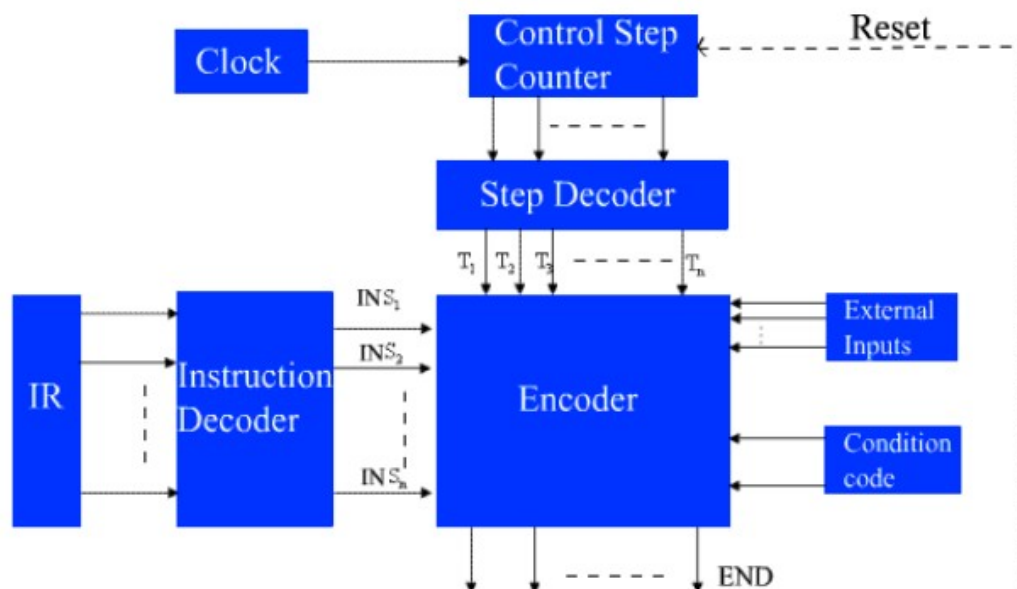 Reset
Clock
Control Step
Counter
Step Decoder
T₁ T₂ T₃ Tₙ
IR
Instruction
Decoder
INS₁
INS₂
INSₙ
Encoder
External
Inputs
Condition
code
END